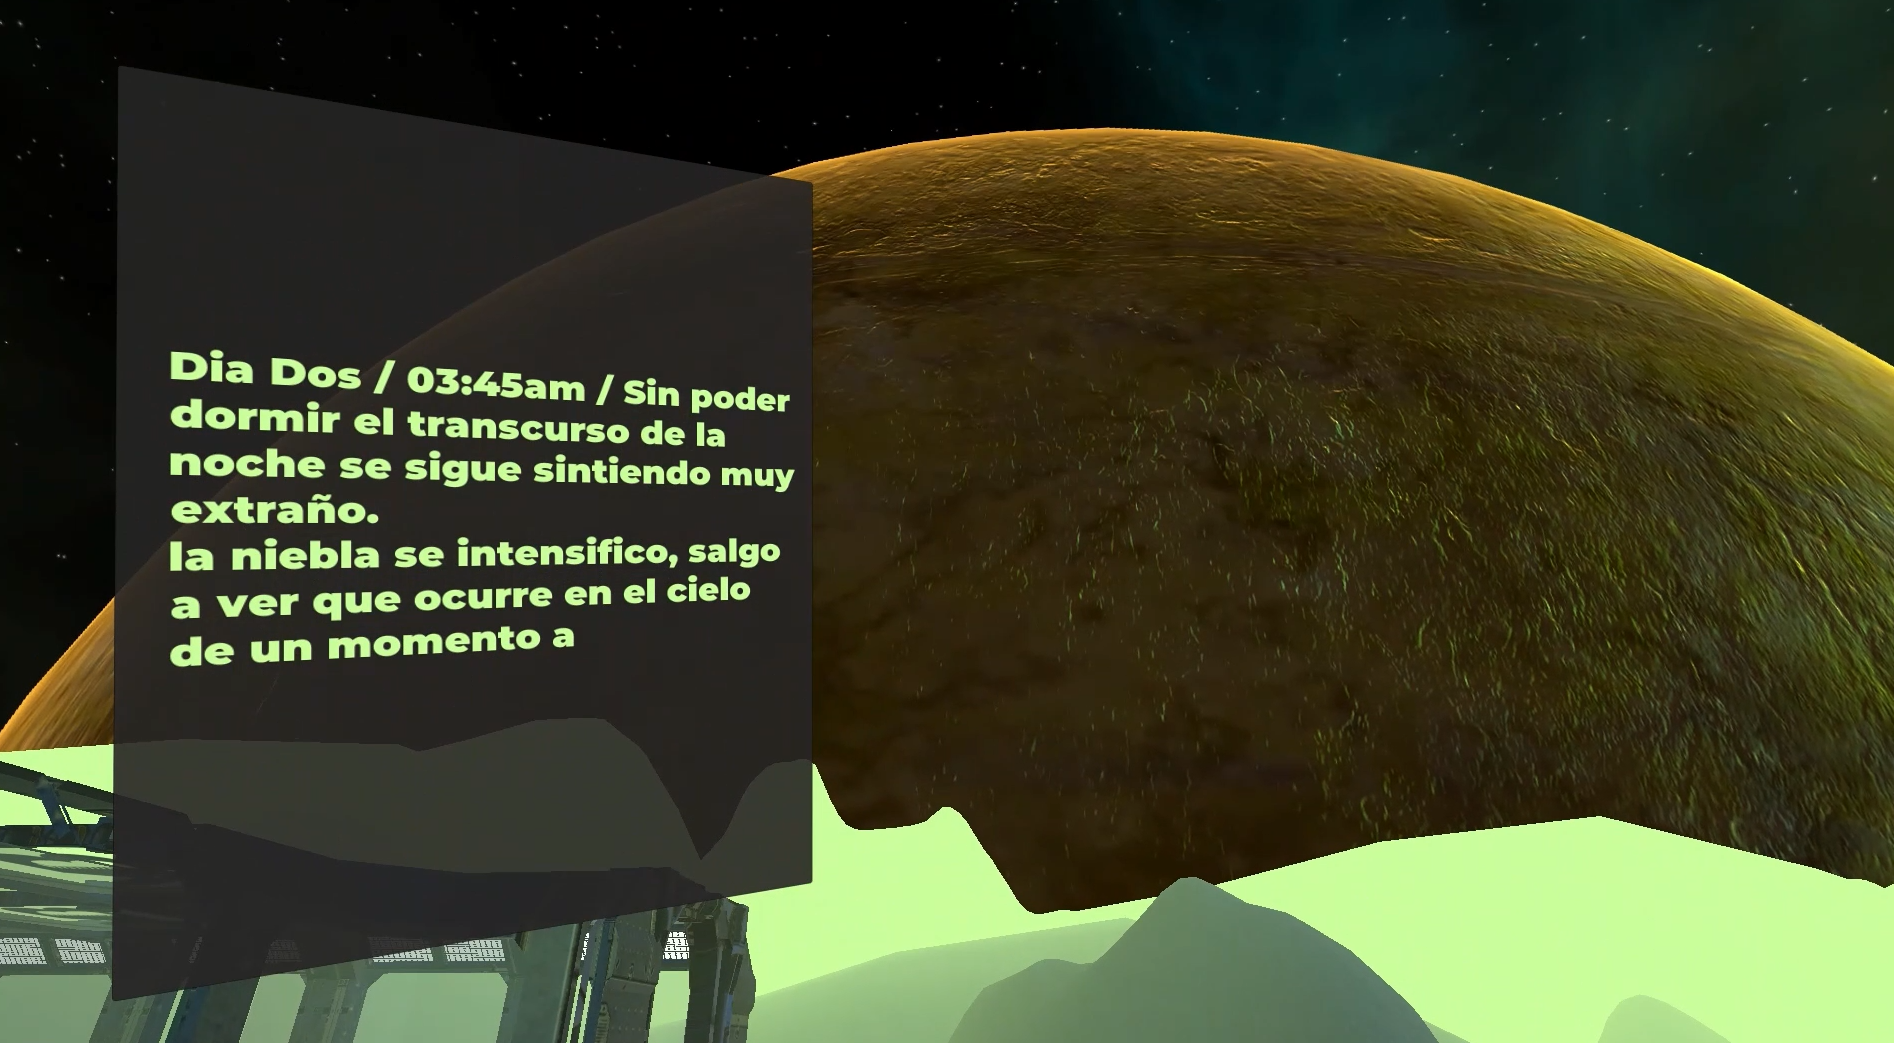 Dia Dos / 03:45am / Sin poder
dormir el transcurso de la
noche se sigue sintiendo muy
extraño.
la niebla se intensifico, salgo
a ver que ocurre en el cielo
de un momento a